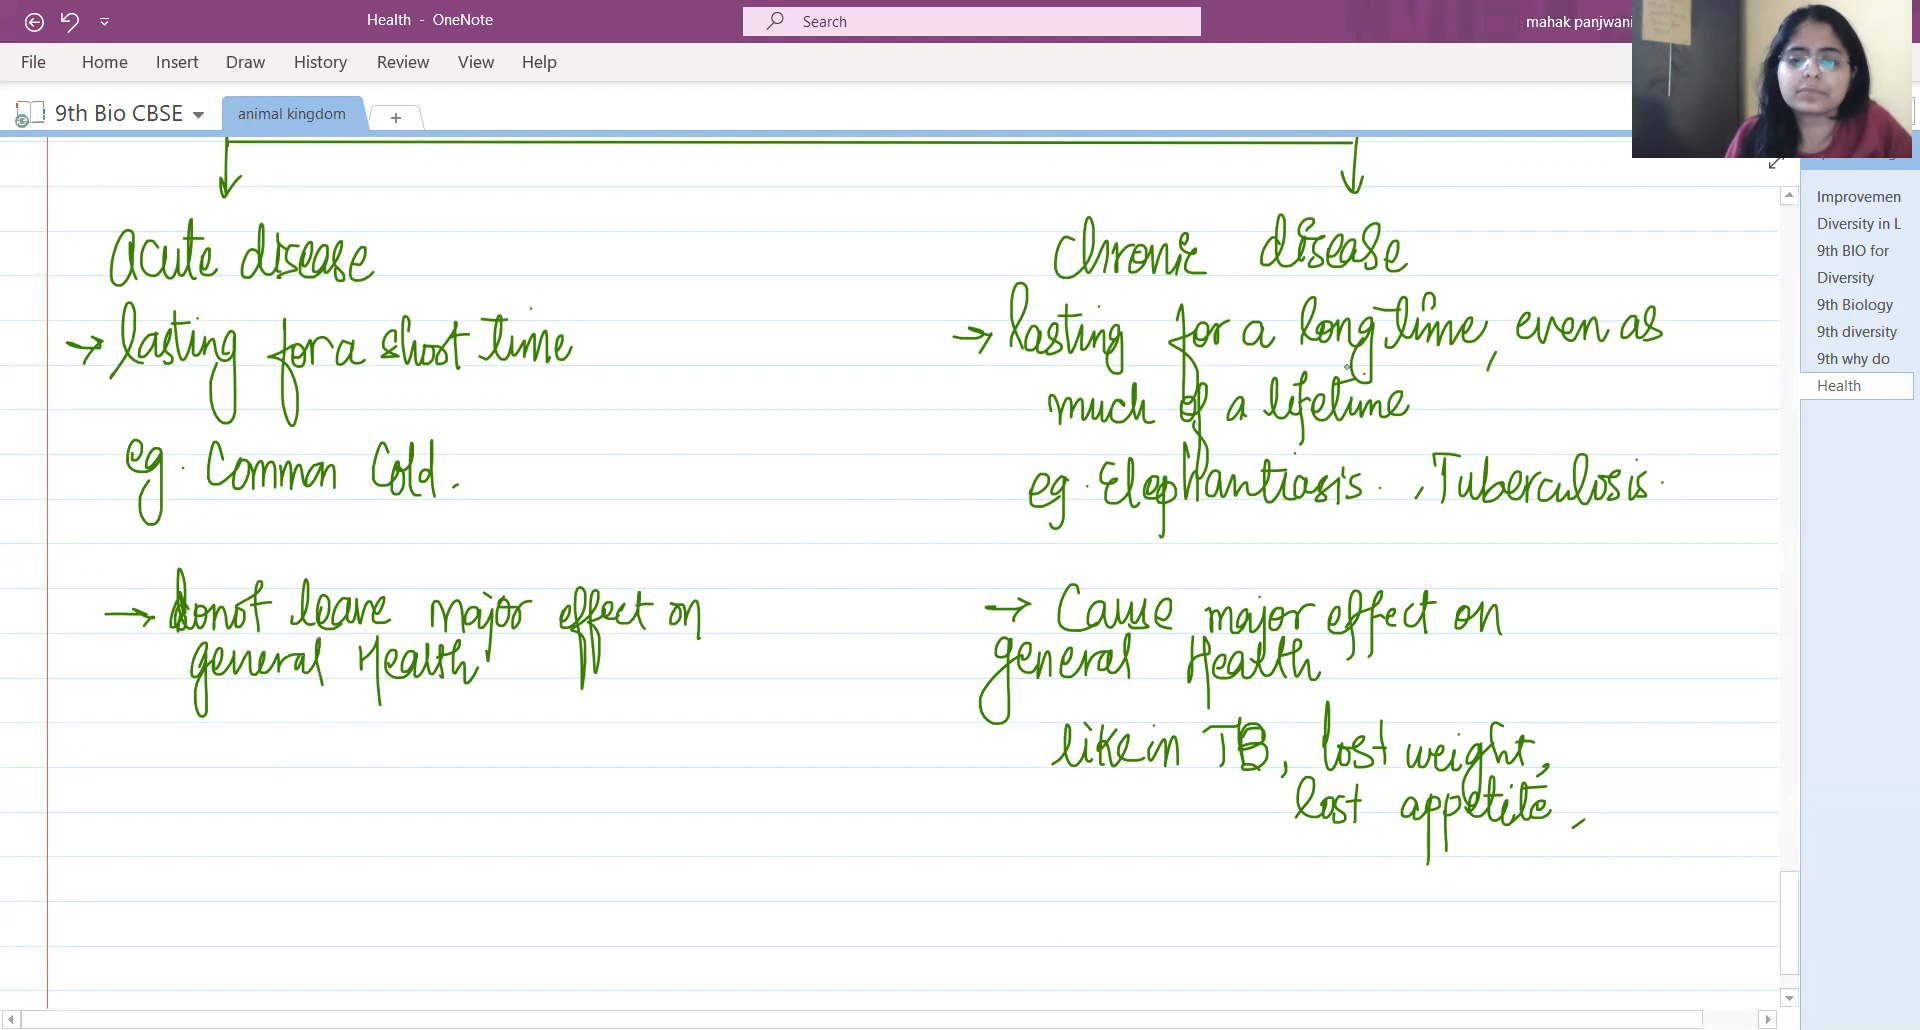 Health - OneNote
Search
mahak panjwani
File Home Insert Draw History Review View Help
9th Bio CBSE
animal kingdom
+
Acute disease
→ lasting for a short time
eg. Common Cold.
→ donot leave major effect on
general Health
Chronic disease
→ lasting for a long time, even as
much of a lifetime
eg. Elephantiasis. , Tuberculosis.
→ Cause major effect on
general Health
like in TB, lost weight,
lost appetite,
Improvemen
Diversity in L
9th BIO for
Diversity
9th Biology
9th diversity
9th why do
Health